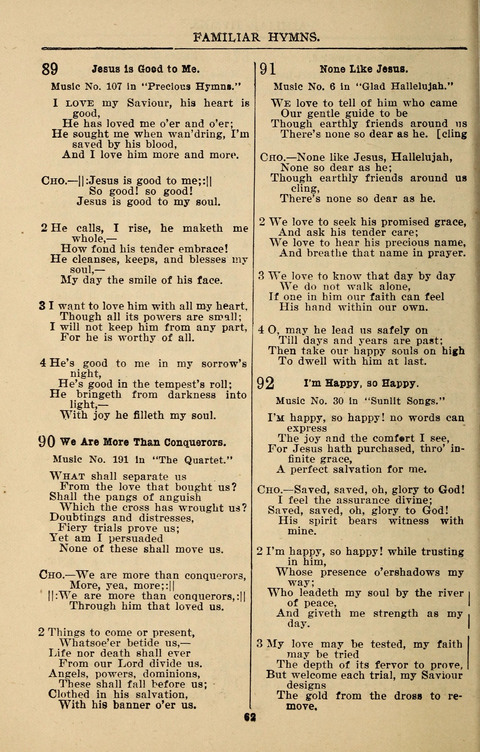 FAMILIAR HYMNS.
89 Jesus is Good to Me.
Music No. 107 in "Precious Hymns."
I LOVE my Saviour, his heart is
good,
He has loved me o'er and o'er;
He sought me when wan'dring, I'm
saved by his blood,
And I love him more and more.
CHO.—||:Jesus is good to me;:||
So good! so good!
Jesus is good to my soul.
2 He calls, I rise, he maketh me
whole,—
How fond his tender embrace!
He cleanses, keeps, and blesses my
soul,—
My day the smile of his face.
3 I want to love him with all my heart,
Though all its powers are small;
I will not keep him from any part,
For he is worthy of all.
4 He's good to me in my sorrow's
night,
He's good in the tempest's roll;
He bringeth from darkness into
light,—
With joy he filleth my soul.
90 We Are More Than Conquerors.
Music No. 191 in "The Quartet."
WHAT shall separate us
From the love that bought us?
Shall the pangs of anguish
Which the cross has wrought us?
Doubtings and distresses,
Fiery trials prove us;
Yet am I persuaded
None of these shall move us.
CHO.—We are more than conquerors,
More, yea, more;:||
||:We are more than conquerors,:||
Through him that loved us.
2 Things to come or present,
Whatsoe'er betide us,—
Life nor death shall ever
From our Lord divide us.
Angels, powers, dominions,
These shall fall before us;
Clothed in his salvation,
With his banner o'er us.
91 None Like Jesus.
Music No. 6 in "Glad Hallelujah."
WE love to tell of him who came
Our gentle guide to be
Though earthly friends around us
There's none so dear as he. [cling
CHO.—None like Jesus, Hallelujah,
None so dear as he;
Though earthly friends around us
cling,
There's none so dear as he.
2 We love to seek his promised grace,
And ask his tender care;
We love to hear his precious name,
And breathe that name in prayer.
3 We love to know that day by day
We do not walk alone,
If one in him our faith can feel
His hand within our own.
4 O, may he lead us safely on
Till days and years are past;
Then take our happy souls on high
To dwell with him at last.
92 I'm Happy, so Happy.
Music No. 30 in "Sunlit Songs."
I'M happy, so happy! no words can
express
The joy and the comfort I see,
For Jesus hath purchased, thro' in-
finite grace,
A perfect salvation for me.
CHO.—Saved, saved, oh, glory to God!
I feel the assurance divine;
Saved, saved, oh, glory to God!
His spirit bears witness with
mine.
2 I'm happy, so happy! while trusting
in him,
Whose presence o'ershadows my
way;
Who leadeth my soul by the river
of peace,
And giveth me strength as my
day.
3 My love may be tested, my faith
may be tried
The depth of its fervor to prove,
But welcome each trial, my Saviour
designs
The gold from the dross to re-
move.
62